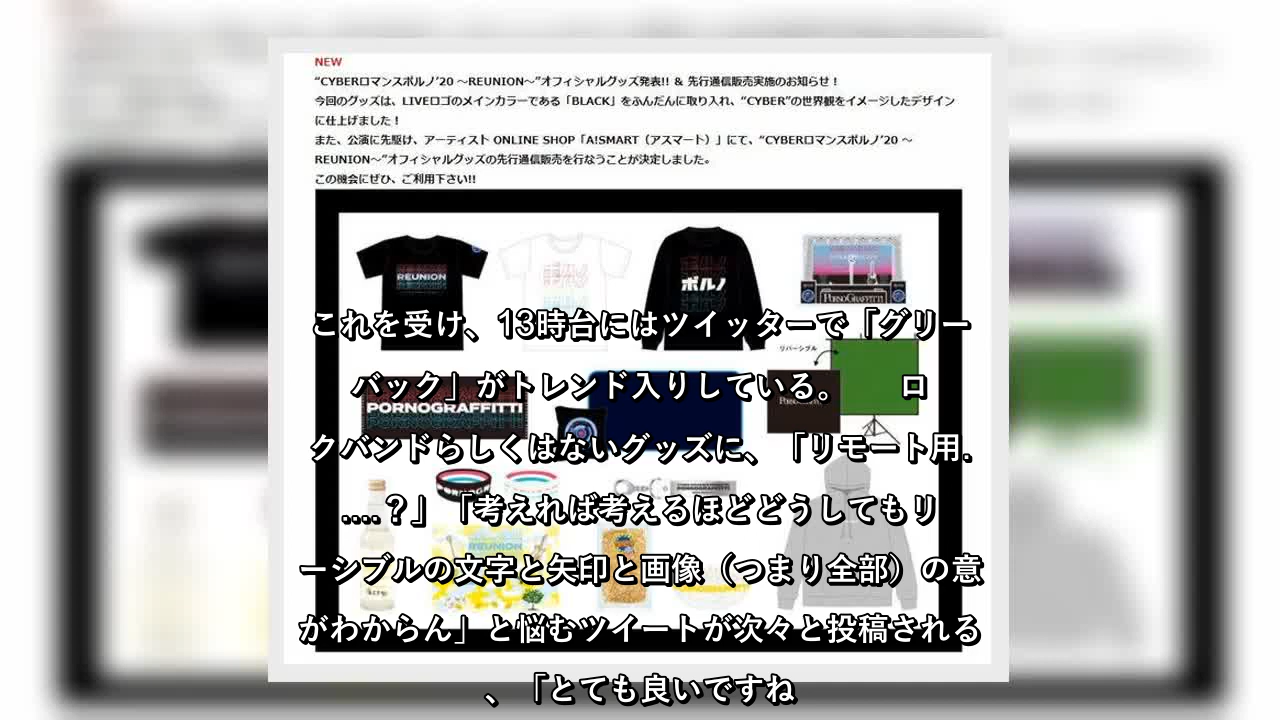 NEW
“CYBERロマンスポルノ’20 ～REUNION～”オフィシャルグッズ発表!! & 先行通信販売実施のお知らせ！
今回のグッズは、LIVEロゴのメインカラーである「BLACK」をふんだんに取り入れ、“CYBER”の世界観をイメージしたデザイン
に仕上げました！
また、公演に先駆け、アーティスト ONLINE SHOP「A!SMART（アスマート）」にて、“CYBERロマンスポルノ’20 ～
REUNION～”オフィシャルグッズの先行通信販売を行なうことが決定しました。
この機会にぜひ、ご利用下さい!!
REUNION
ポルノ
PORNOGRAFFITTI
これを受け、13時台にはツイッターで「グリー
リバーシブル
バック」がトレンド入りしている。 ロ
PORNOGRAFFITTI
クバンドらしくはないグッズに、「リモート用.
....？」「考えれば考えるほどどうしてもリ
REUNION
ーシブルの文字と矢印と画像（つまり全部）の意
がわからん」と悩むツイートが次々と投稿される
、「とても良いですね